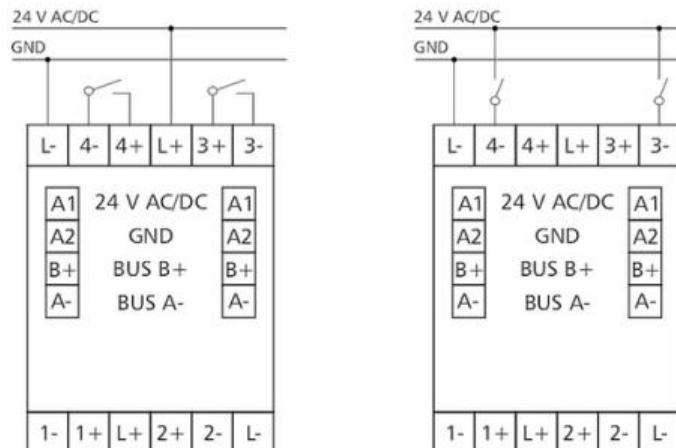 24 V AC/DC
GND
L- 4- 4+ L+ 3+ 3-
A1 24 V AC/DC A1
A2 GND A2
B+ BUS B+ B+
A- BUS A- A-
1- 1+ L+ 2+ 2- L-
24 V AC/DC
GND
L- 4- 4+ L+ 3+ 3-
A1 24 V AC/DC A1
A2 GND A2
B+ BUS B+ B+
A- BUS A- A-
1- 1+ L+ 2+ 2- L-